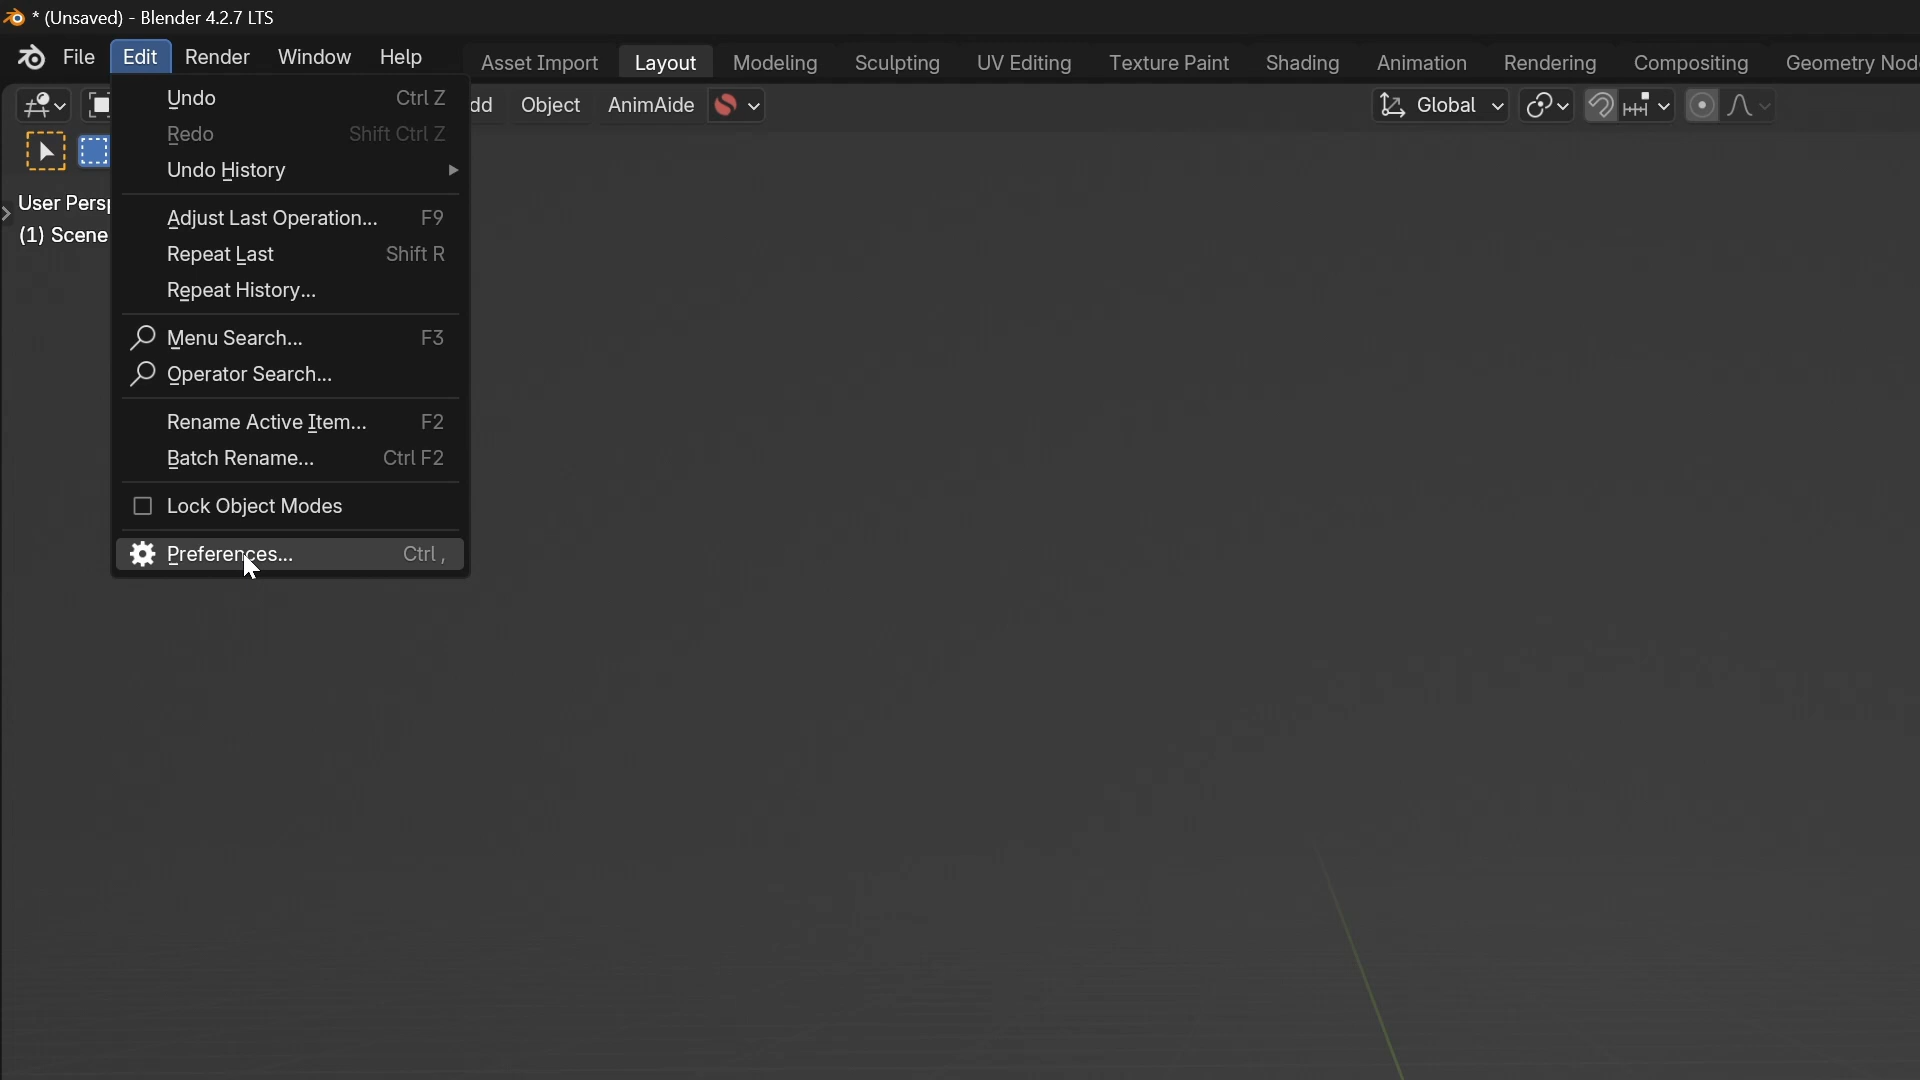 * (Unsaved) - Blender 4.2.7 LTS
File Edit Render Window Help Asset Import Layout Modeling Sculpting UV Editing Texture Paint Shading Animation Rendering Compositing Geometry Nod
dd Object AnimAide Global
User Persp
(1) Scene
Undo Ctrl Z
Redo Shift Ctrl Z
Undo History
Adjust Last Operation... F9
Repeat Last Shift R
Repeat History...
Menu Search... F3
Operator Search...
Rename Active Item... F2
Batch Rename... Ctrl F2
Lock Object Modes
Preferences... Ctrl ,